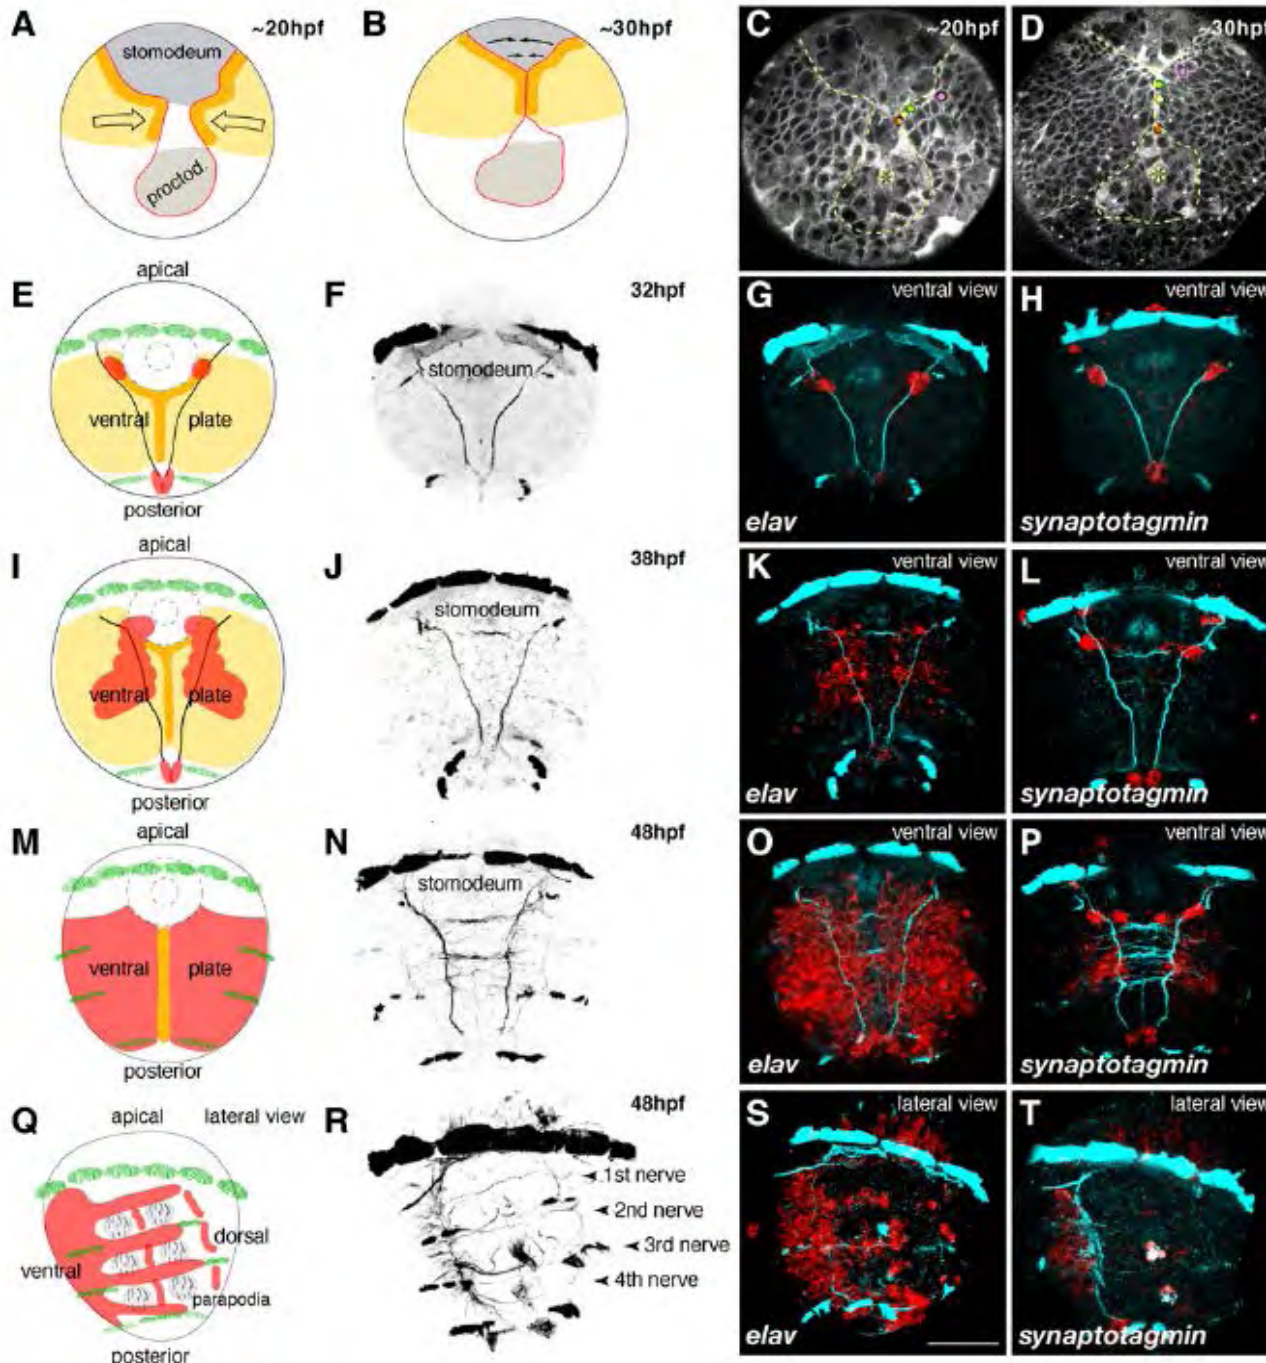 A ~20hpf B ~30hpf C ~20hpf D ~30hpf
stomodeum
proctod.
apical
E F 32hpf G ventral view H ventral view
stomodeum
ventral plate
elav synaptotagmin
posterior
apical
I J 38hpf K ventral view L ventral view
stomodeum
ventral plate
elav synaptotagmin
posterior
apical
M N 48hpf O ventral view P ventral view
stomodeum
ventral plate
elav synaptotagmin
posterior
Q apical lateral view R 48hpf S lateral view T lateral view
1st nerve
2nd nerve
dorsal
3rd nerve
ventral
4th nerve
parapodia
elav synaptotagmin
posterior